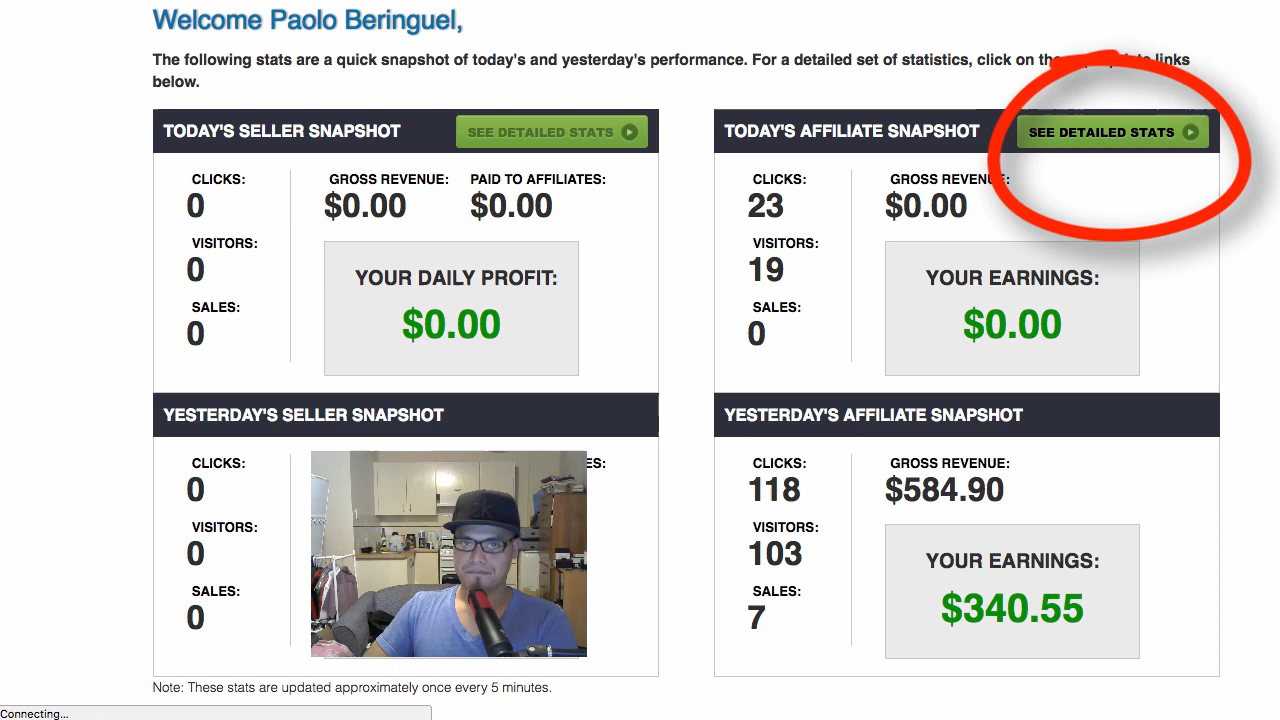 Welcome Paolo Beringuel,
The following stats are a quick snapshot of today's and yesterday's performance. For a detailed set of statistics, click on the links
below.
TODAY'S SELLER SNAPSHOT
SEE DETAILED STATS
CLICKS:
0
GROSS REVENUE:
$0.00
PAID TO AFFILIATES:
$0.00
VISITORS:
0
SALES:
0
YOUR DAILY PROFIT:
$0.00
TODAY'S AFFILIATE SNAPSHOT
SEE DETAILED STATS
CLICKS:
23
GROSS REVENUE:
$0.00
VISITORS:
19
SALES:
0
YOUR EARNINGS:
$0.00
YESTERDAY'S SELLER SNAPSHOT
CLICKS:
0
ES:
VISITORS:
0
SALES:
0
YESTERDAY'S AFFILIATE SNAPSHOT
CLICKS:
118
GROSS REVENUE:
$584.90
VISITORS:
103
SALES:
7
YOUR EARNINGS:
$340.55
Note: These stats are updated approximately once every 5 minutes.
Connecting...